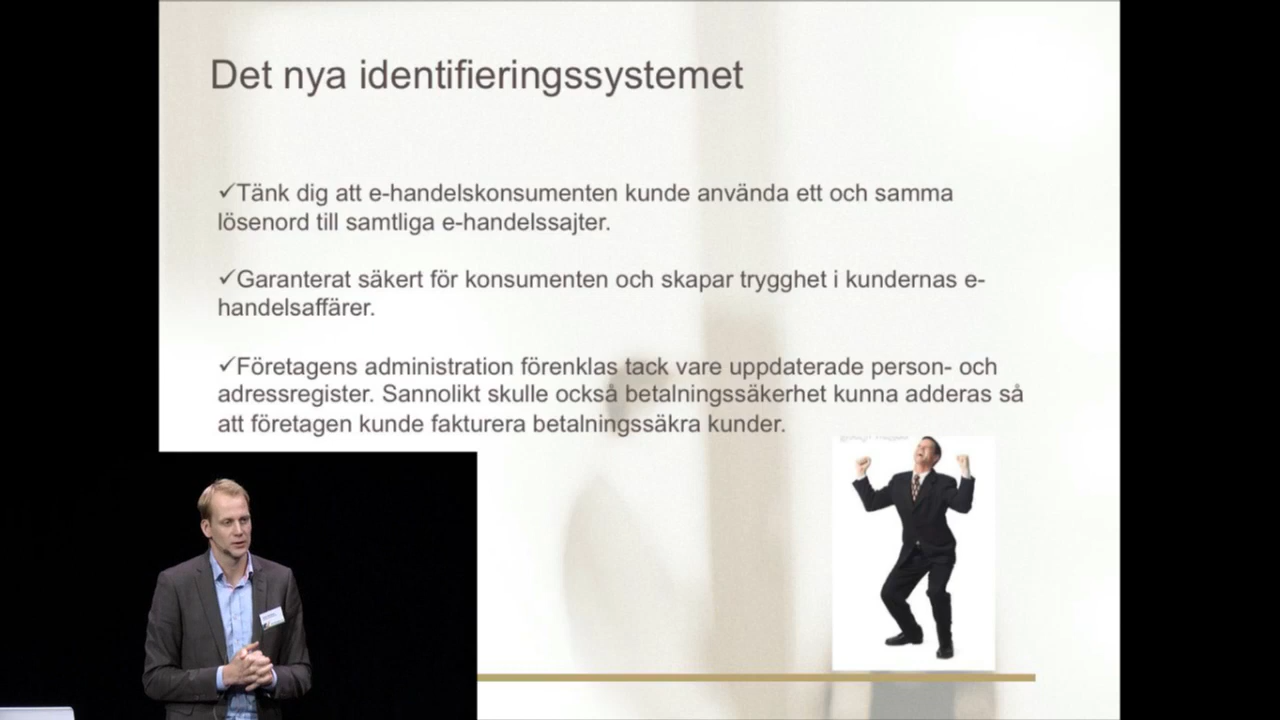 Det nya identifieringssystemet
✓Tänk dig att e-handelskonsumenten kunde använda ett och samma
lösenord till samtliga e-handelssajter.
✓Garanterat säkert för konsumenten och skapar trygghet i kundernas e-
handelsaffärer.
✓Företagens administration förenklas tack vare uppdaterade person- och
adressregister. Sannolikt skulle också betalningssäkerhet kunna adderas så
att företagen kunde fakturera betalningssäkra kunder.